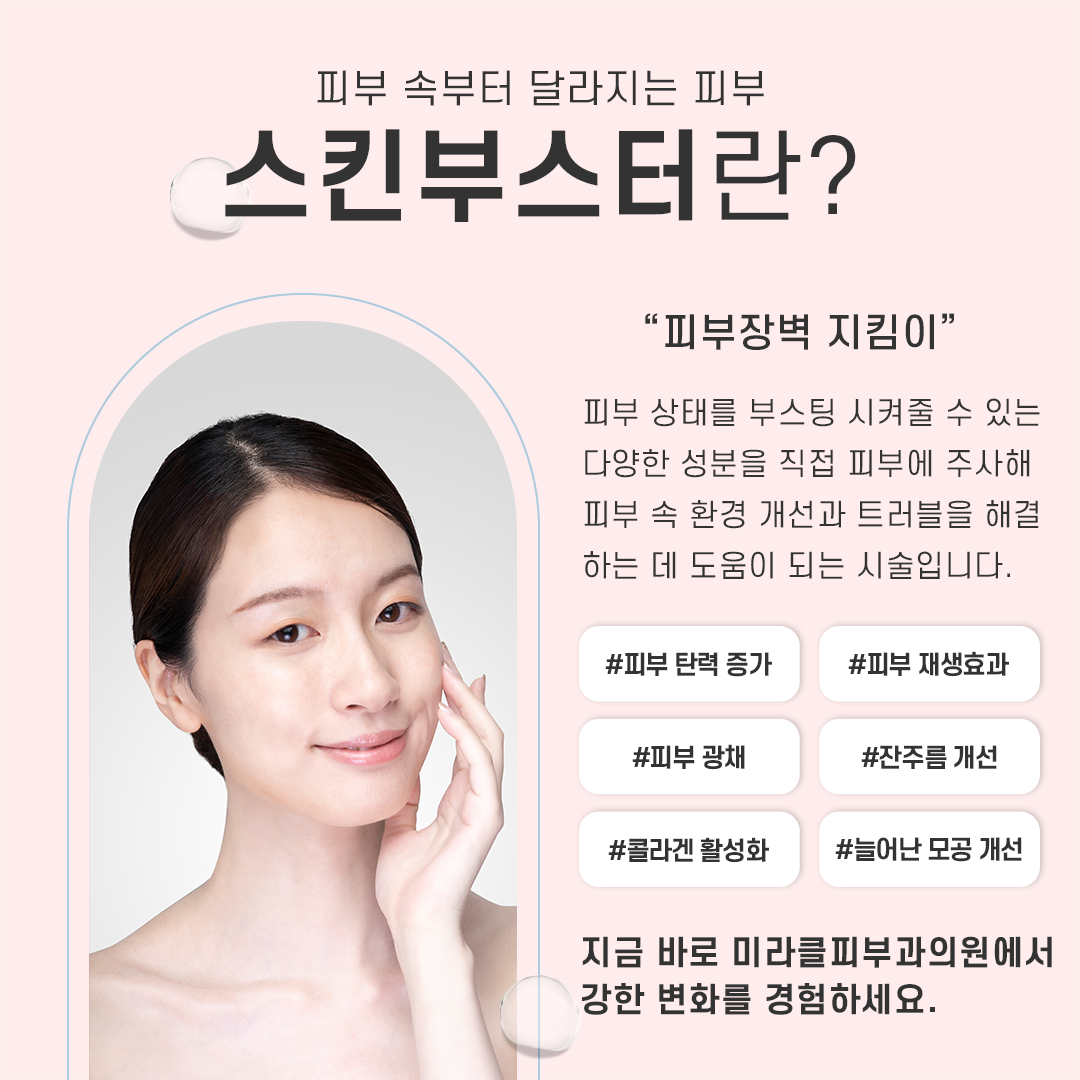 피부 속부터 달라지는 피부
스킨부스터란?
“피부장벽 지킴이”
피부 상태를 부스팅 시켜줄 수 있는
다양한 성분을 직접 피부에 주사해
피부 속 환경 개선과 트러블을 해결
하는 데 도움이 되는 시술입니다.
#피부 탄력 증가
#피부 재생효과
#피부 광채
#잔주름 개선
#콜라겐 활성화
#늘어난 모공 개선
지금 바로 미라클피부과의원에서
강한 변화를 경험하세요.